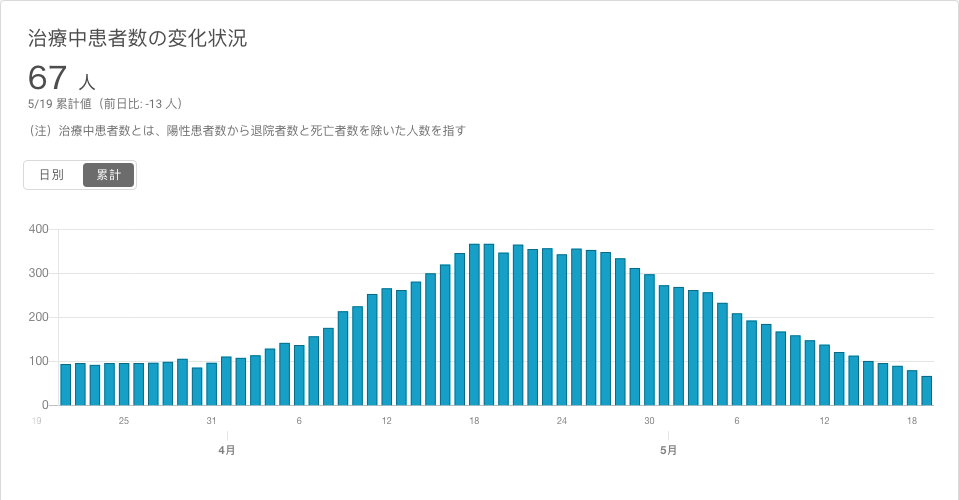 治療中患者数の変化状況
67 人
5/19 累計値（前日比: -13 人）
（注）治療中患者数とは、陽性患者数から退院者数と死亡者数を除いた人数を指す
日別 累計
400
300
200
100
0
19 25 31 6 12 18 24 30 6 12 18
4月 5月